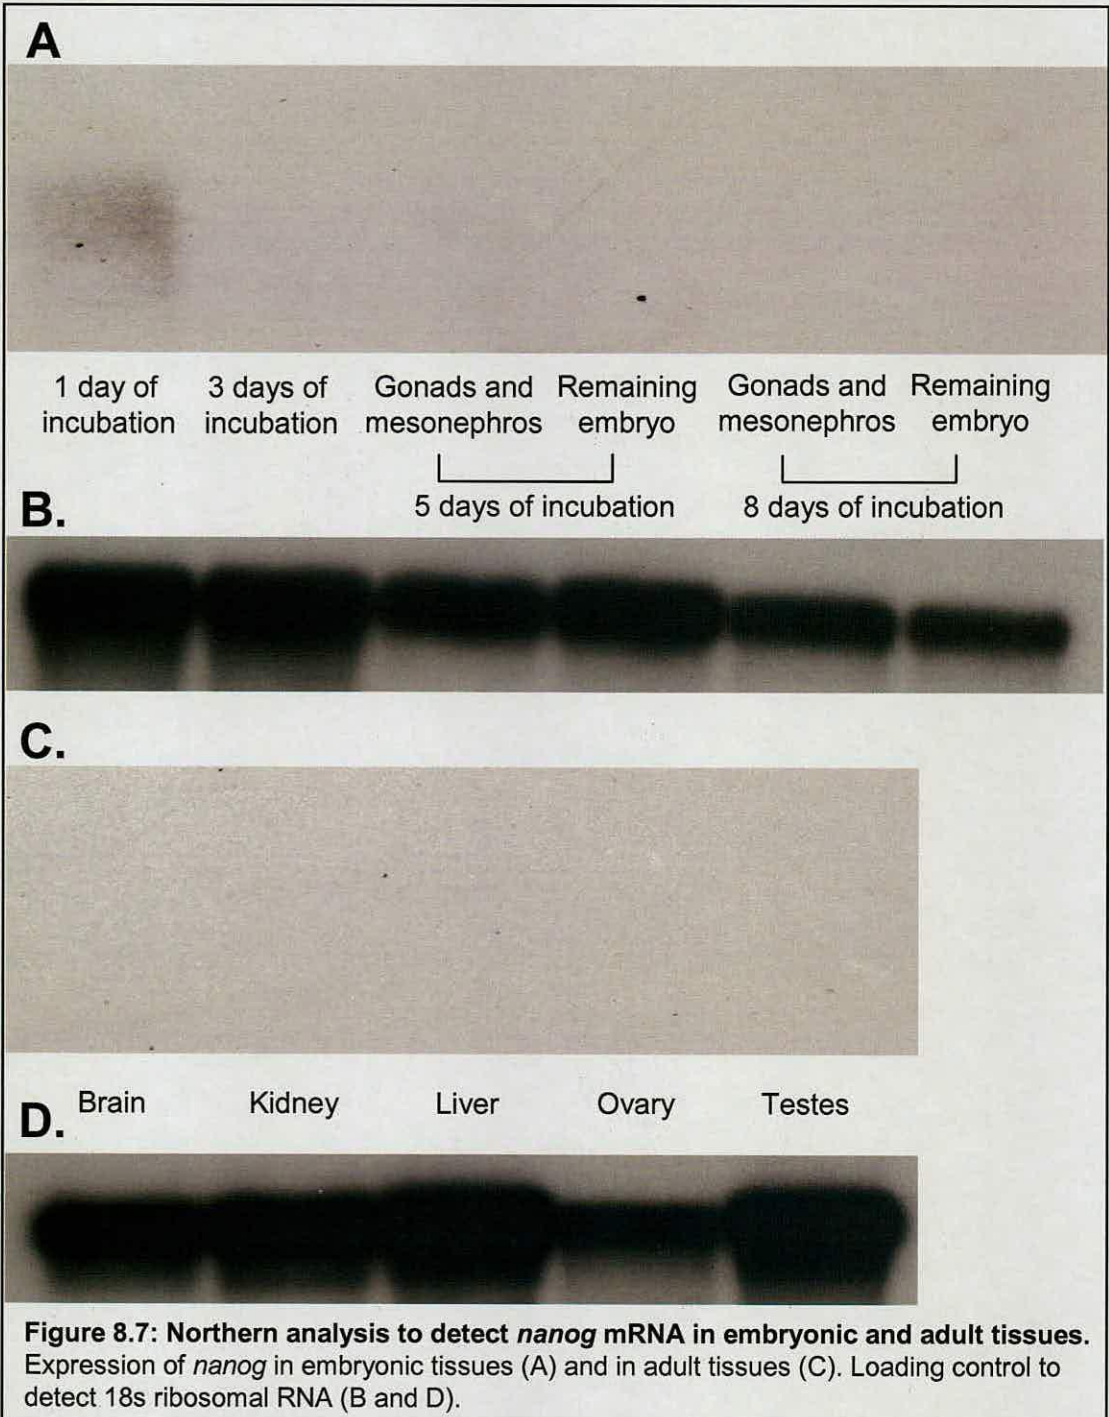 A
1 day of incubation
3 days of incubation
Gonads and mesonephros
Remaining embryo
Gonads and mesonephros
Remaining embryo
5 days of incubation
8 days of incubation
B.
C.
Brain Kidney Liver Ovary Testes
D.
Figure 8.7: Northern analysis to detect nanog mRNA in embryonic and adult tissues.
Expression of nanog in embryonic tissues (A) and in adult tissues (C). Loading control to
detect 18s ribosomal RNA (B and D).